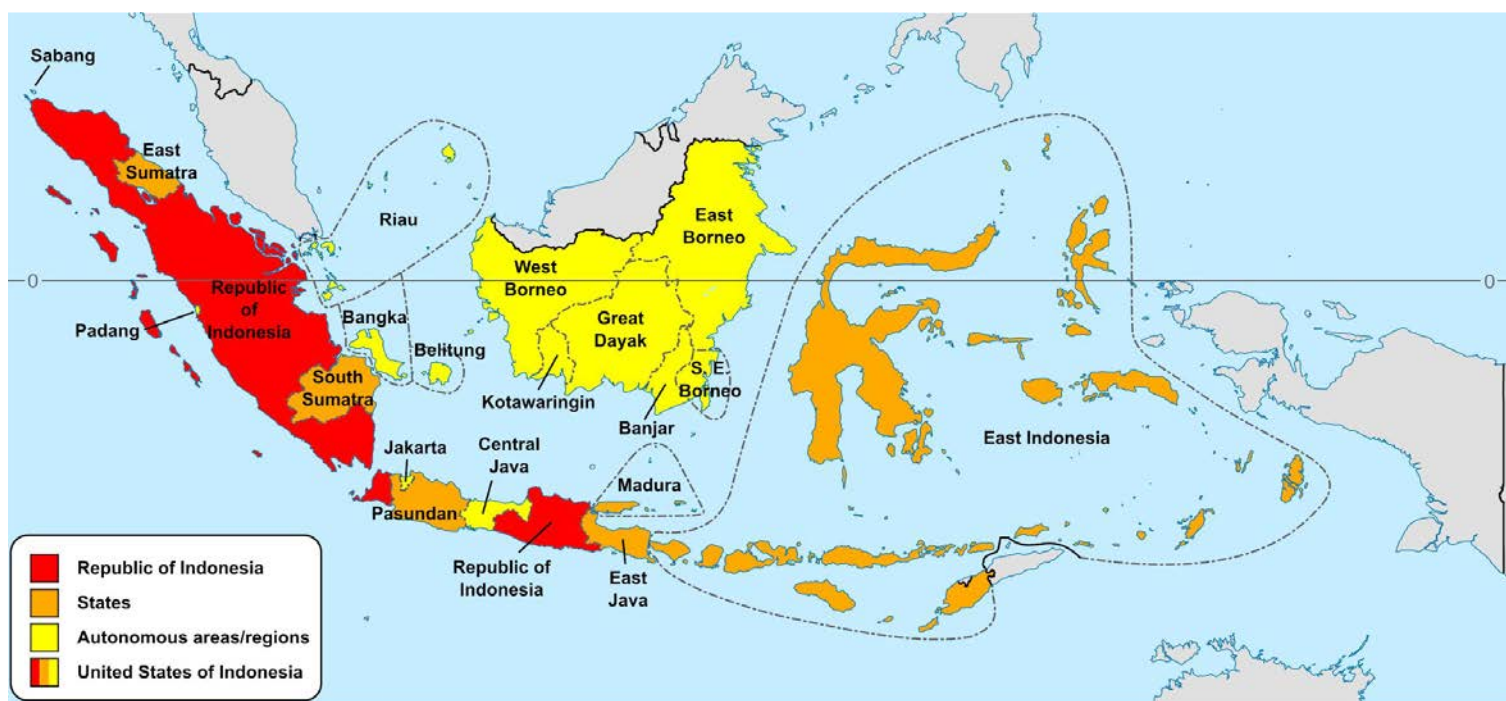 Sabang
East
Sumatra
Riau
East
Borneo
West
Borneo
0
0
Republic
of
Indonesia
Padang
Bangka
Great
Dayak
Belitung
South
Sumatra
S. E.
Borneo
Kotawaringin
Banjar
East Indonesia
Jakarta
Central
Java
Madura
Pasundan
Republic of
Indonesia
East
Java
Republic of Indonesia
States
Autonomous areas/regions
United States of Indonesia